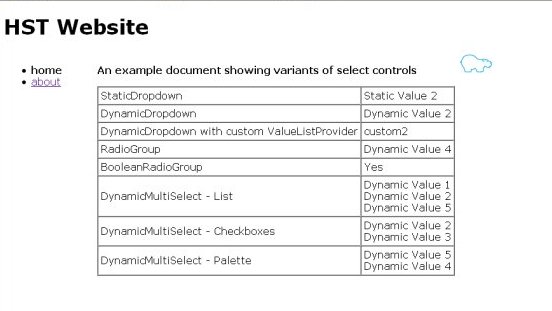 HST Website
home
about
An example document showing variants of select controls
StaticDropdown Static Value 2
DynamicDropdown Dynamic Value 2
DynamicDropdown with custom ValueListProvider custom2
RadioGroup Dynamic Value 4
BooleanRadioGroup Yes
DynamicMultiSelect - List
Dynamic Value 1
Dynamic Value 2
Dynamic Value 5
DynamicMultiSelect - Checkboxes
Dynamic Value 2
Dynamic Value 3
DynamicMultiSelect - Palette
Dynamic Value 5
Dynamic Value 4